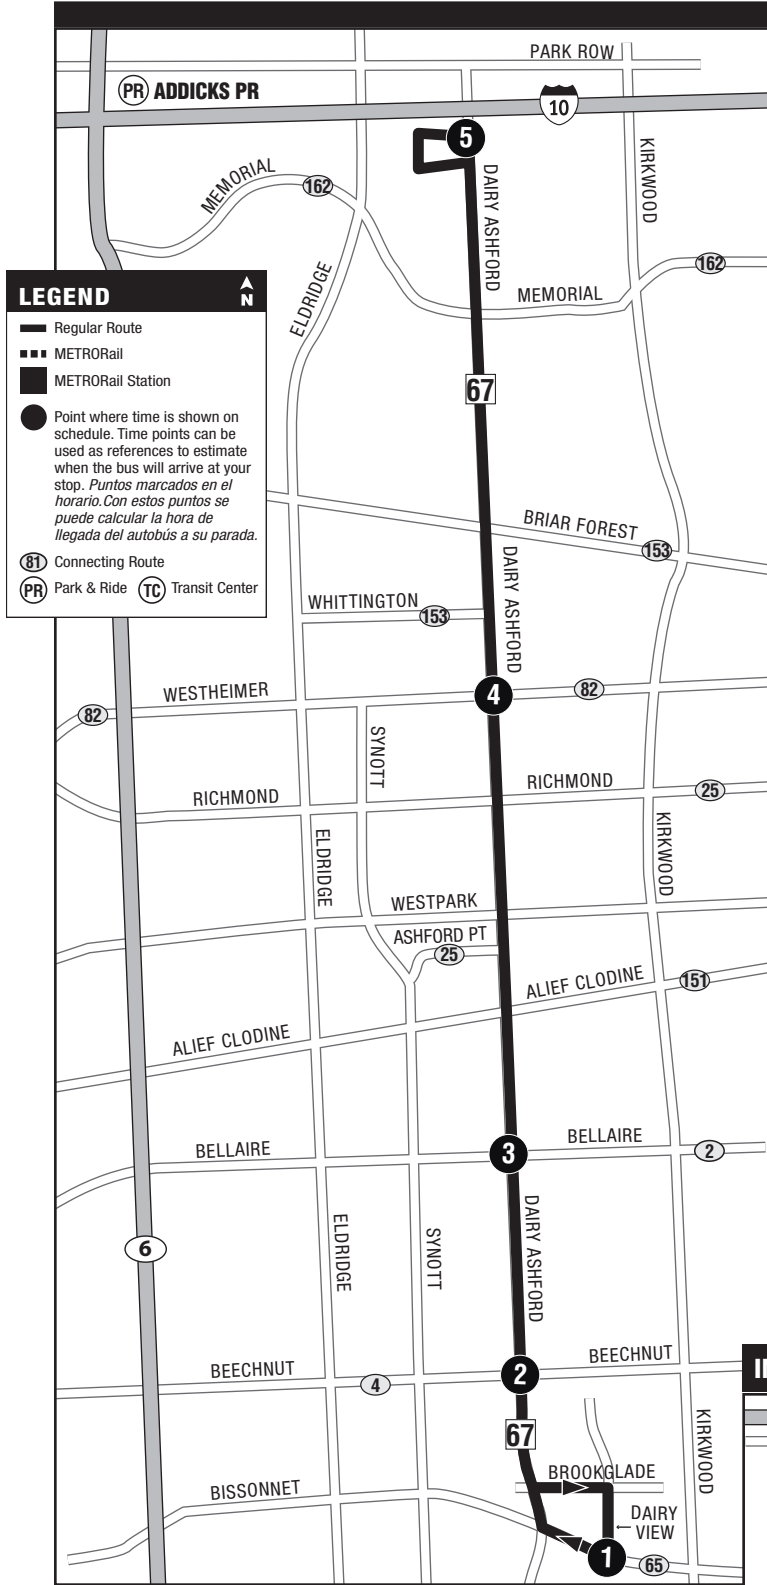 PARK ROW
PR ADDICKS PR
10
5
MEMORIAL
162
KIRKWOOD
DAIRY ASHFORD
162
ELDRIDGE
MEMORIAL
LEGEND
N
Regular Route
METRORail
METRORail Station
Point where time is shown on
schedule. Time points can be
used as references to estimate
when the bus will arrive at your
stop. Puntos marcados en el
horario.Con estos puntos se
puede calcular la hora de
llegada del autobús a su parada.
81 Connecting Route
PR Park & Ride TC Transit Center
67
BRIAR FOREST
153
DAIRY ASHFORD
WHITTINGTON
153
WESTHEIMER
4
82
82
SYNOTT
RICHMOND
RICHMOND
25
ELDRIDGE
KIRKWOOD
WESTPARK
ASHFORD PT
25
ALIEF CLODINE
151
ALIEF CLODINE
BELLAIRE
3
BELLAIRE
2
6
ELDRIDGE
SYNOTT
DAIRY ASHFORD
BEECHNUT
4
2
BEECHNUT
67
KIRKWOOD
BISSONNET
BROOKGLADE
DAIRY
VIEW
1
65